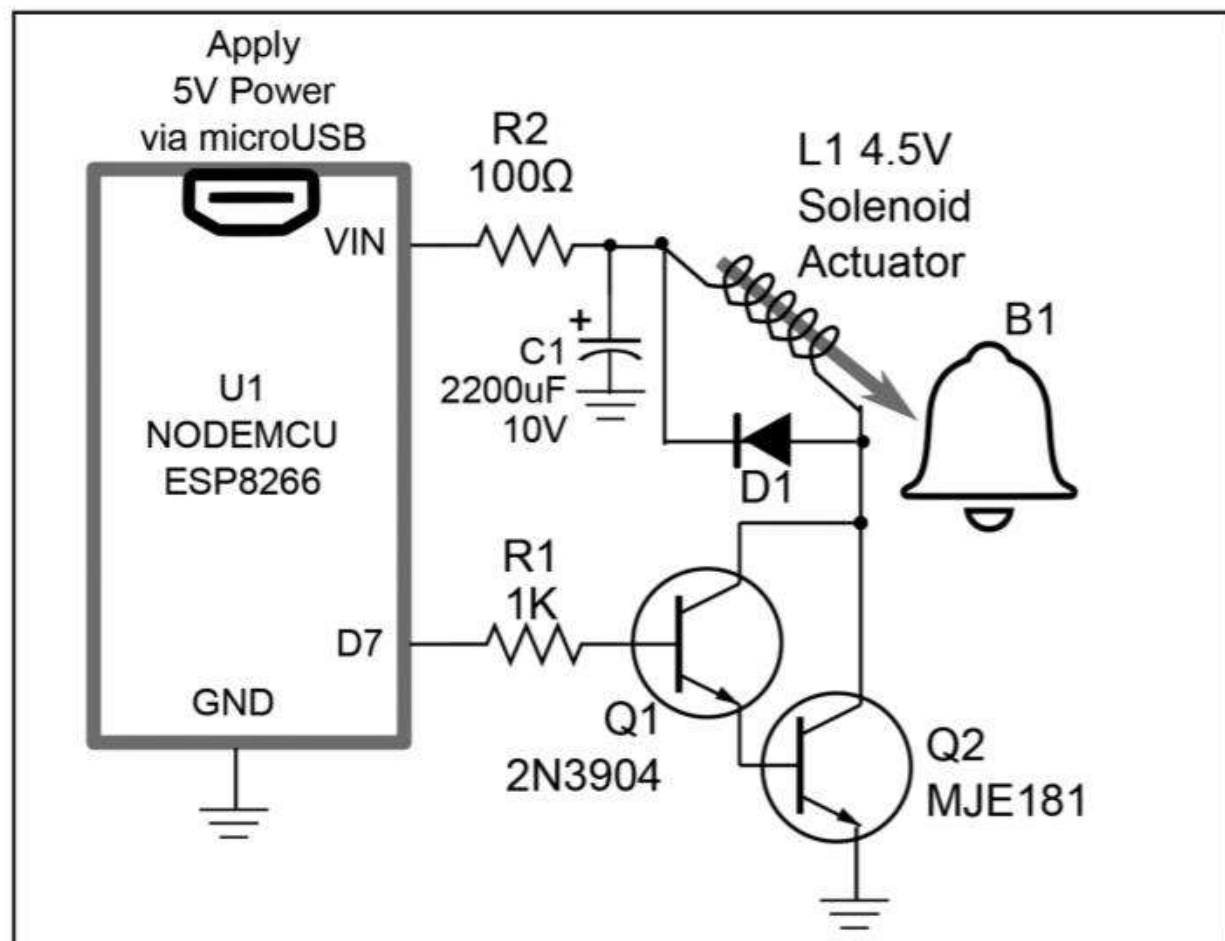 Apply
5V Power
via microUSB
R2
100Ω
L1 4.5V
Solenoid
Actuator
VIN
B1
+
C1
2200uF
10V
U1
NODEMCU
ESP8266
D1
R1
1K
D7
GND
Q1
2N3904
Q2
MJE181